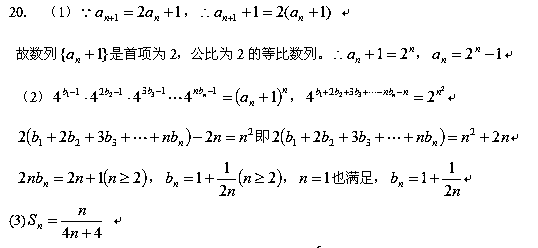 20. （1）∵a_{n+1}=2a_n+1，∴a_{n+1}+1=2(a_n+1)↵
故数列{a_n+1}是首项为2，公比为2的等比数列。∴a_n+1=2^n，a_n=2^n-1↵
（2）4^{b_1-1}·4^{2b_2-1}·4^{3b_3-1}⋯4^{nb_n-1}=(a_n+1)^n，4^{b_1+2b_2+3b_3+⋯-nb_n-n}=2^{n^2}↵
2(b_1+2b_2+3b_3+⋯+nb_n)-2n=n^2即2(b_1+2b_2+3b_3+⋯+nb_n)=n^2+2n↵
2nb_n=2n+1(n≥2)，b_n=1+\frac{1}{2n}(n≥2)，n=1也满足，b_n=1+\frac{1}{2n}↵
(3)S_n=\frac{n}{4n+4} ↵